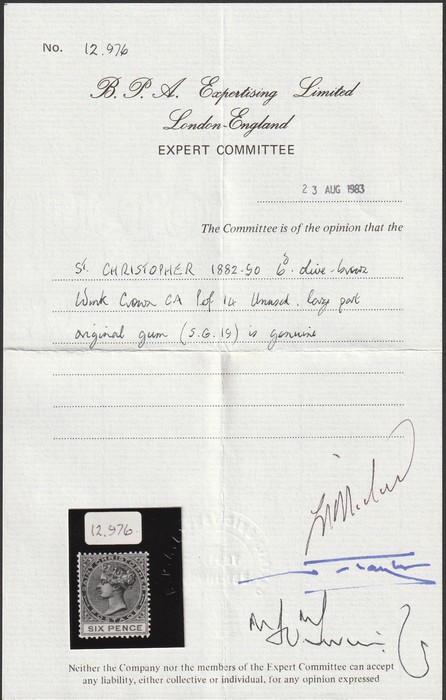 No. 12,976
B. P. A. Expertising Limited
London-England
EXPERT COMMITTEE
23 AUG 1983
The Committee is of the opinion that the
St. CHRISTOPHER 1882-90 6d. olive-brown
Wmk Crown CA Perf 14 Unused, large part
original gum (S.G. 19) is genuine
12,976
SIX PENCE
Neither the Company nor the members of the Expert Committee can accept
any liability, either collective or individual, for any opinion expressed